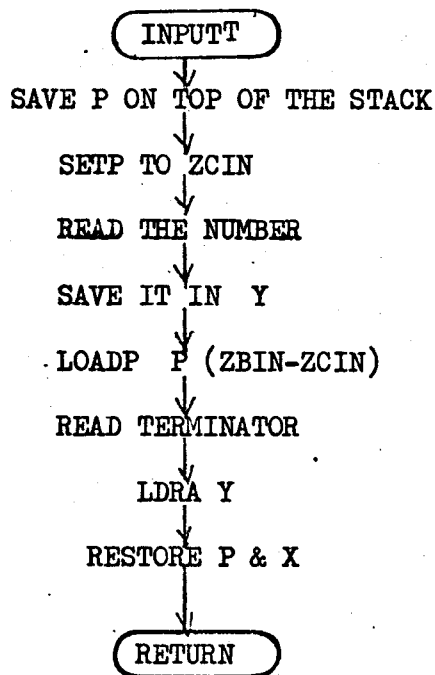 INPUTT
SAVE P ON TOP OF THE STACK
SETP TO ZCIN
READ THE NUMBER
SAVE IT IN Y
LOADP P (ZBIN-ZCIN)
READ TERMINATOR
LDRA Y
RESTORE P & X
RETURN